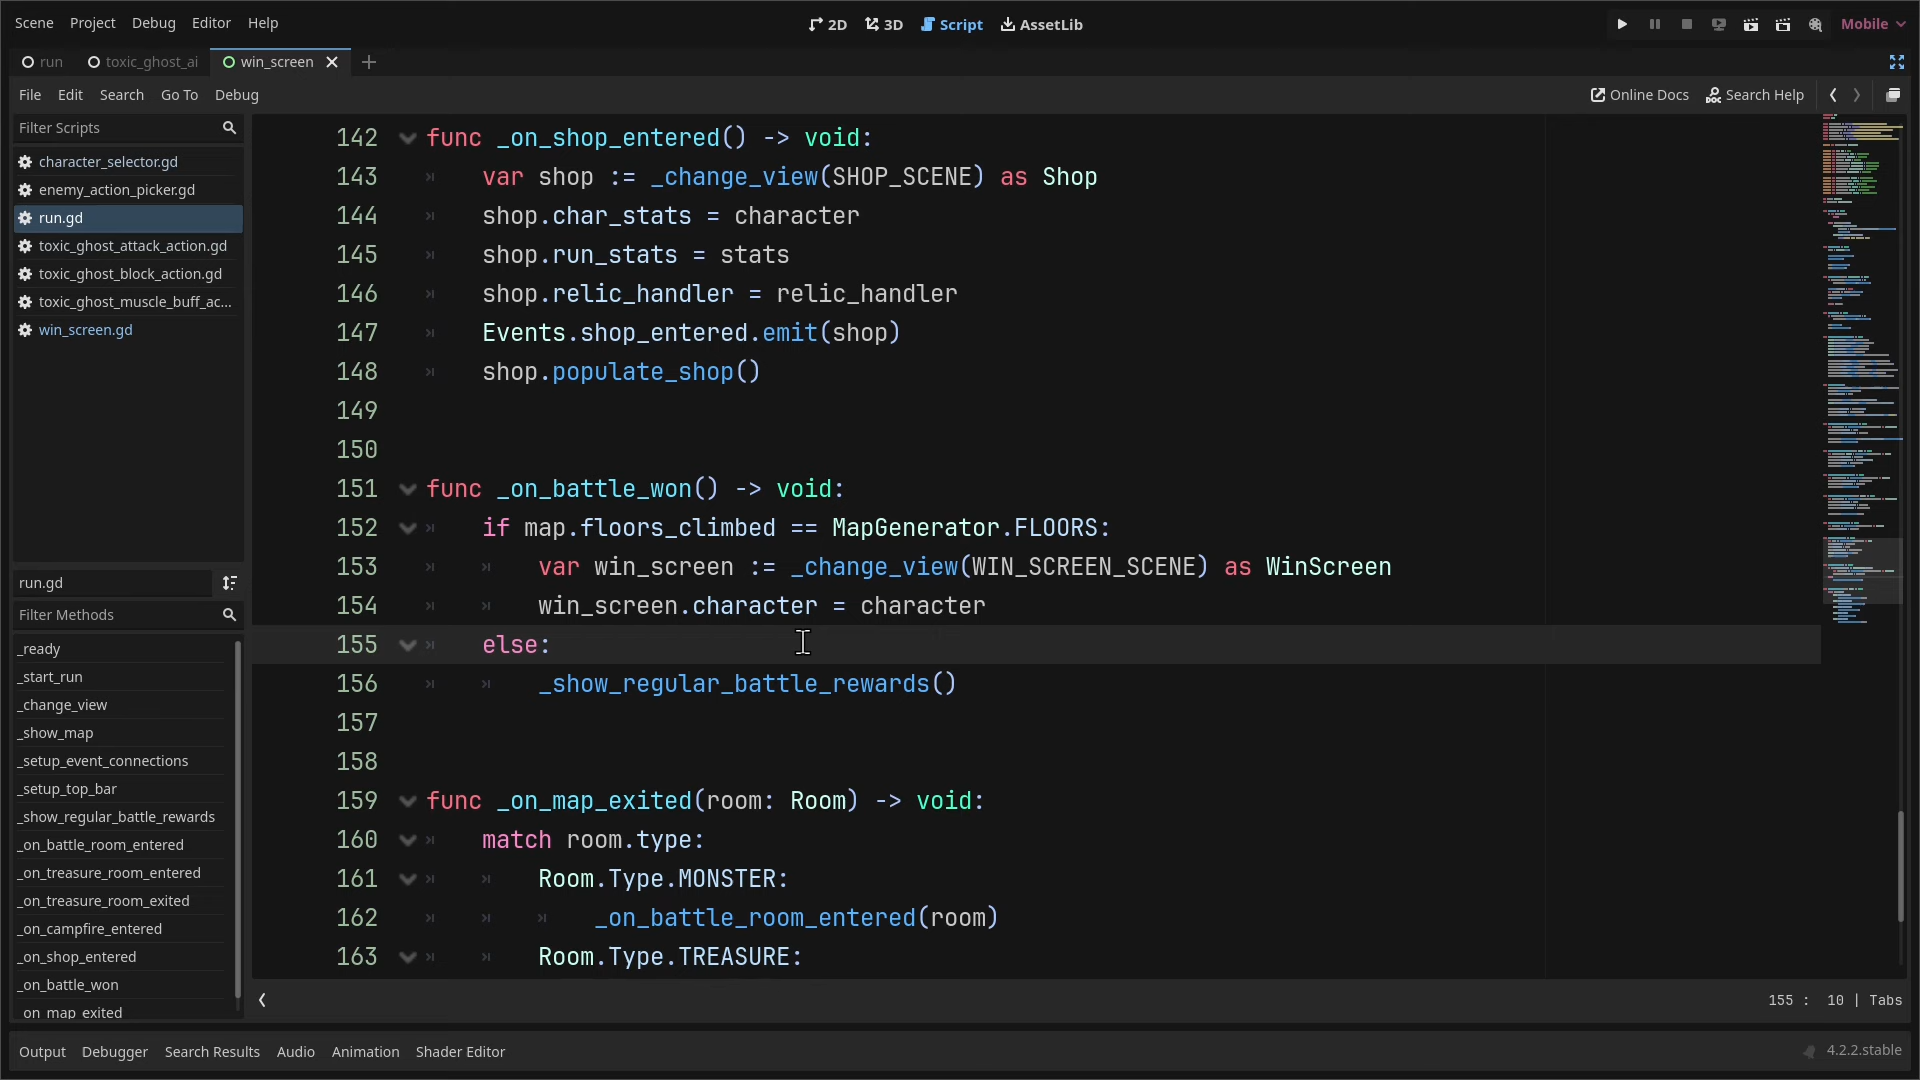 Scene Project Debug Editor Help
2D 3D Script AssetLib
Mobile
run toxic_ghost_ai win_screen
File Edit Search Go To Debug
Online Docs Search Help
Filter Scripts
character_selector.gd
enemy_action_picker.gd
run.gd
toxic_ghost_attack_action.gd
toxic_ghost_block_action.gd
toxic_ghost_muscle_buff_ac...
win_screen.gd
run.gd
Filter Methods
_ready
_start_run
_change_view
_show_map
_setup_event_connections
_setup_top_bar
_show_regular_battle_rewards
_on_battle_room_entered
_on_treasure_room_entered
_on_treasure_room_exited
_on_campfire_entered
_on_shop_entered
_on_battle_won
_on_map_exited
142 func _on_shop_entered() -> void:
143 var shop := _change_view(SHOP_SCENE) as Shop
144 shop.char_stats = character
145 shop.run_stats = stats
146 shop.relic_handler = relic_handler
147 Events.shop_entered.emit(shop)
148 shop.populate_shop()
149
150
151 func _on_battle_won() -> void:
152 if map.floors_climbed == MapGenerator.FLOORS:
153 var win_screen := _change_view(WIN_SCREEN_SCENE) as WinScreen
154 win_screen.character = character
155 else:
156 _show_regular_battle_rewards()
157
158
159 func _on_map_exited(room: Room) -> void:
160 match room.type:
161 Room.Type.MONSTER:
162 _on_battle_room_entered(room)
163 Room.Type.TREASURE:
155 : 10 | Tabs
Output Debugger Search Results Audio Animation Shader Editor
4.2.2.stable